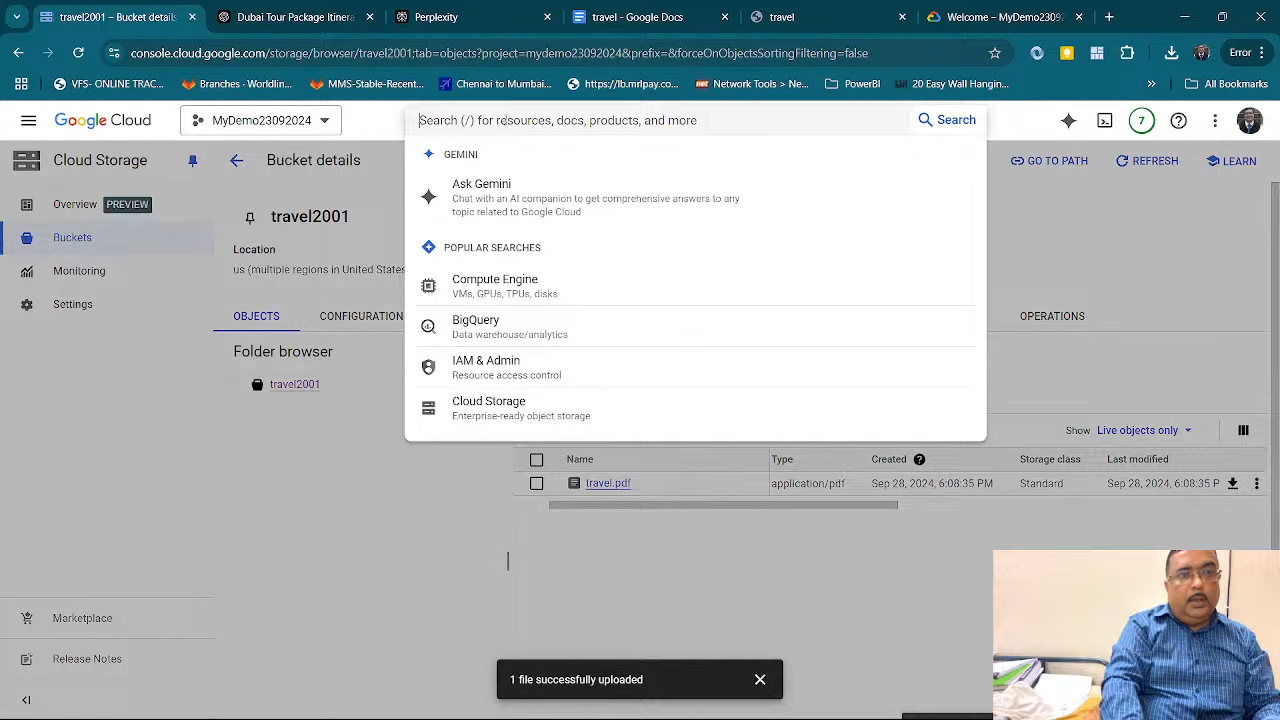 travel2001 – Bucket details
Dubai Tour Package Itinera
Perplexity
travel - Google Docs
travel
Welcome – MyDemo2309
console.cloud.google.com/storage/browser/travel2001;tab=objects?project=mydemo23092024&prefix=&forceOnObjectsSortingFiltering=false
Error
VFS- ONLINE TRAC...
Branches · Worldlin...
MMS-Stable-Recent...
Chennai to Mumbai...
https://lb.mrlpay.co...
Network Tools > Ne...
PowerBI
20 Easy Wall Hangin...
All Bookmarks
Google Cloud
MyDemo23092024
Search (/) for resources, docs, products, and more
Search
7
Cloud Storage
Bucket details
GO TO PATH
REFRESH
LEARN
GEMINI
Ask Gemini
Chat with an AI companion to get comprehensive answers to any
topic related to Google Cloud
POPULAR SEARCHES
Compute Engine
VMs, GPUs, TPUs, disks
BigQuery
Data warehouse/analytics
IAM & Admin
Resource access control
Cloud Storage
Enterprise-ready object storage
Overview PREVIEW
Buckets
Monitoring
Settings
travel2001
Location
us (multiple regions in United States
OBJECTS
CONFIGURATION
OPERATIONS
Folder browser
travel2001
Show Live objects only
Name
Type
Created
Storage class
Last modified
travel.pdf
application/pdf
Sep 28, 2024, 6:08:35 PM
Standard
Sep 28, 2024, 6:08:35 P
Marketplace
Release Notes
1 file successfully uploaded